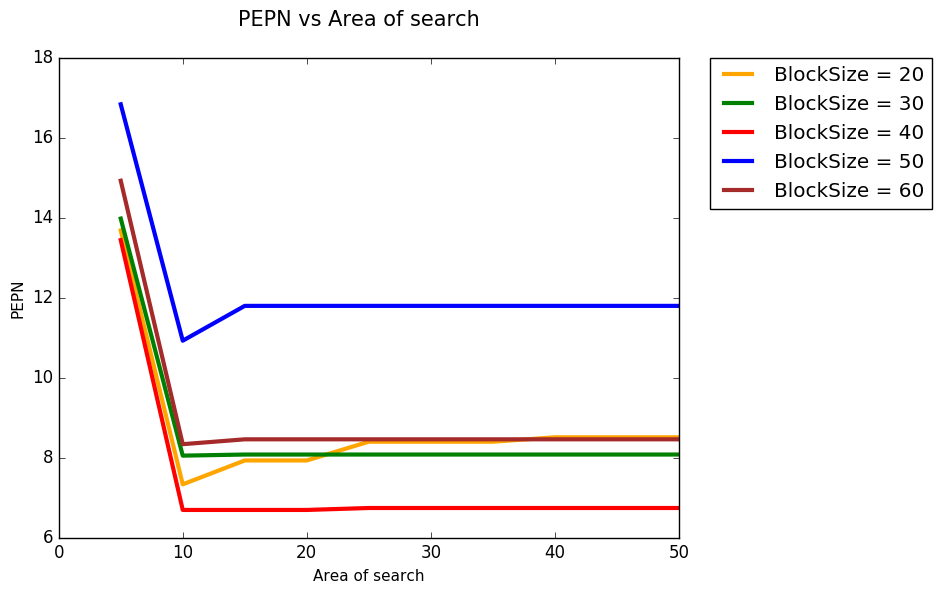 PEPN vs Area of search
18
16
14
12
10
8
6
PEPN
0 10 20 30 40 50
Area of search
BlockSize = 20
BlockSize = 30
BlockSize = 40
BlockSize = 50
BlockSize = 60